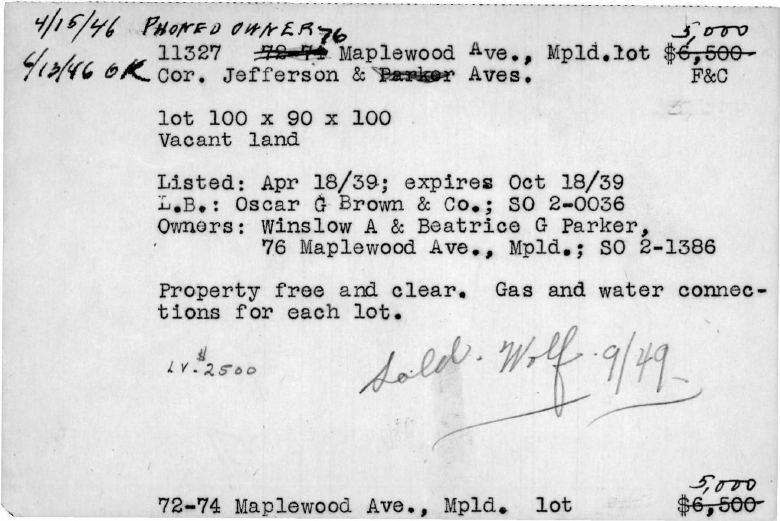 4/15/46 PHONED OWNER 76 5,000
11327 72-74 Maplewood Ave., Mpld. lot $6,500
6/13/46 OK Cor. Jefferson & Parker Aves. F&C
lot 100 x 90 x 100
Vacant land
Listed: Apr 18/39; expires Oct 18/39
L.B.: Oscar G Brown & Co.; SO 2-0036
Owners: Winslow A & Beatrice G Parker,
76 Maplewood Ave., Mpld.; SO 2-1386
Property free and clear. Gas and water connec-
tions for each lot.
LV. $2500
Sold. Wolf. 9/49
5,000
72-74 Maplewood Ave., Mpld. lot $6,500